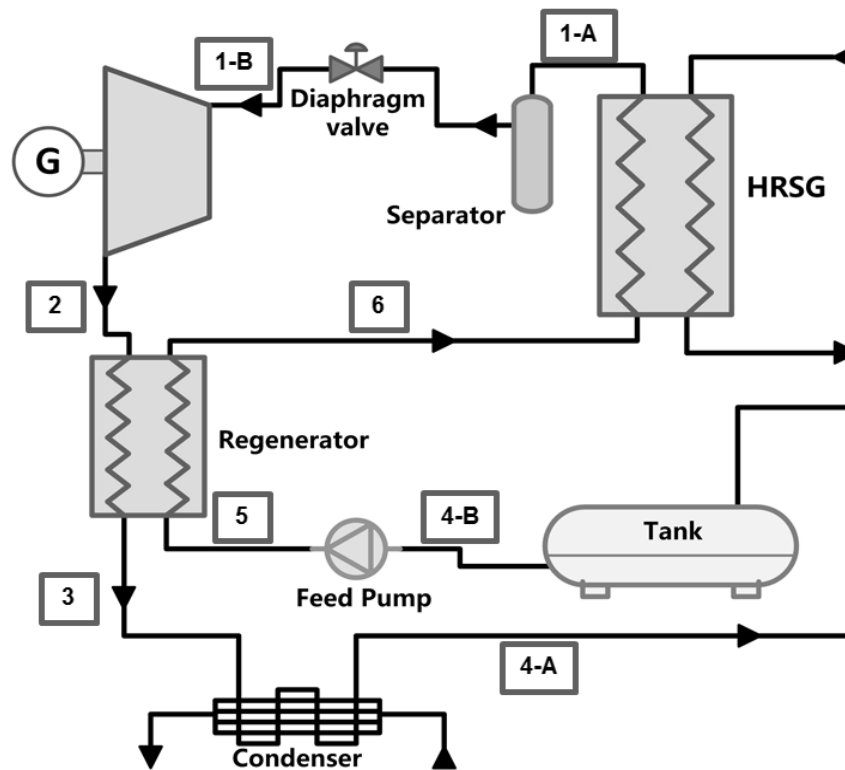 1-A
1-B
Diaphragm
valve
G
HRSG
Separator
2
6
Regenerator
5
4-B
Tank
Feed Pump
3
4-A
Condenser